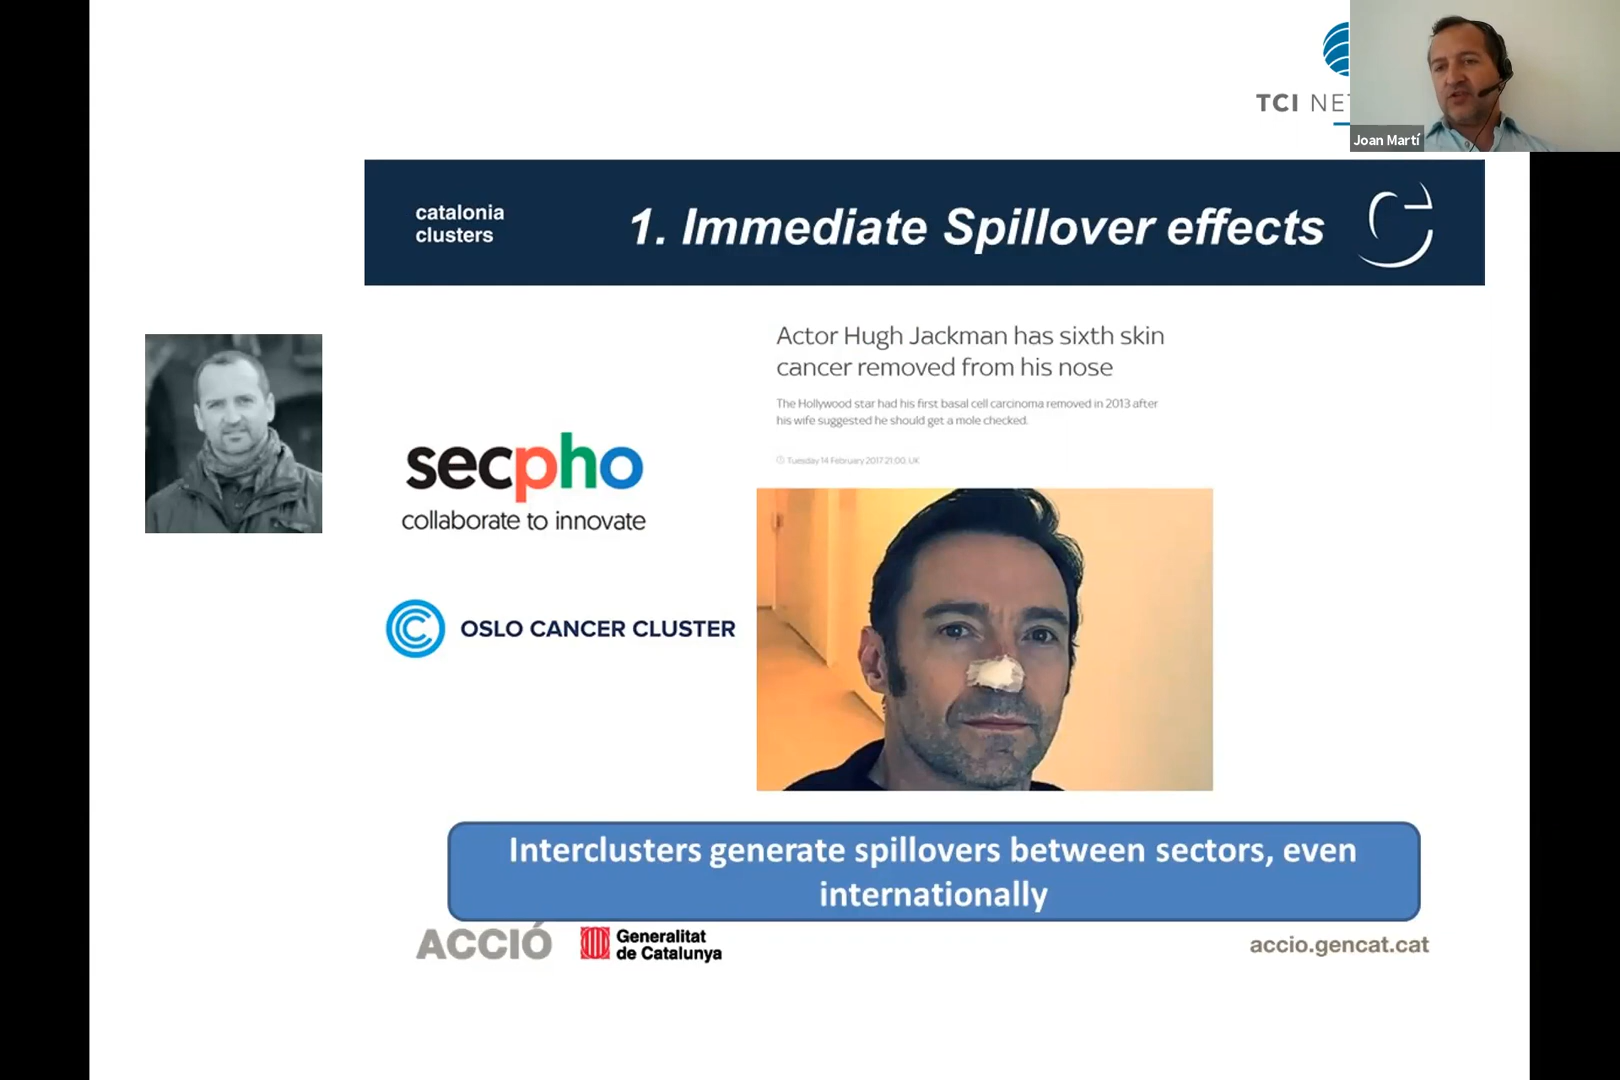 TCI NE
Joan Martí
catalonia
clusters
1. Immediate Spillover effects
Actor Hugh Jackman has sixth skin
cancer removed from his nose
The Hollywood star had his first basal cell carcinoma removed in 2013 after
his wife suggested he should get a mole checked.
Tuesday 14 February 2017 21:00, UK
secpho
collaborate to innovate
OSLO CANCER CLUSTER
Interclusters generate spillovers between sectors, even
internationally
ACCIÓ
Generalitat
de Catalunya
accio.gencat.cat